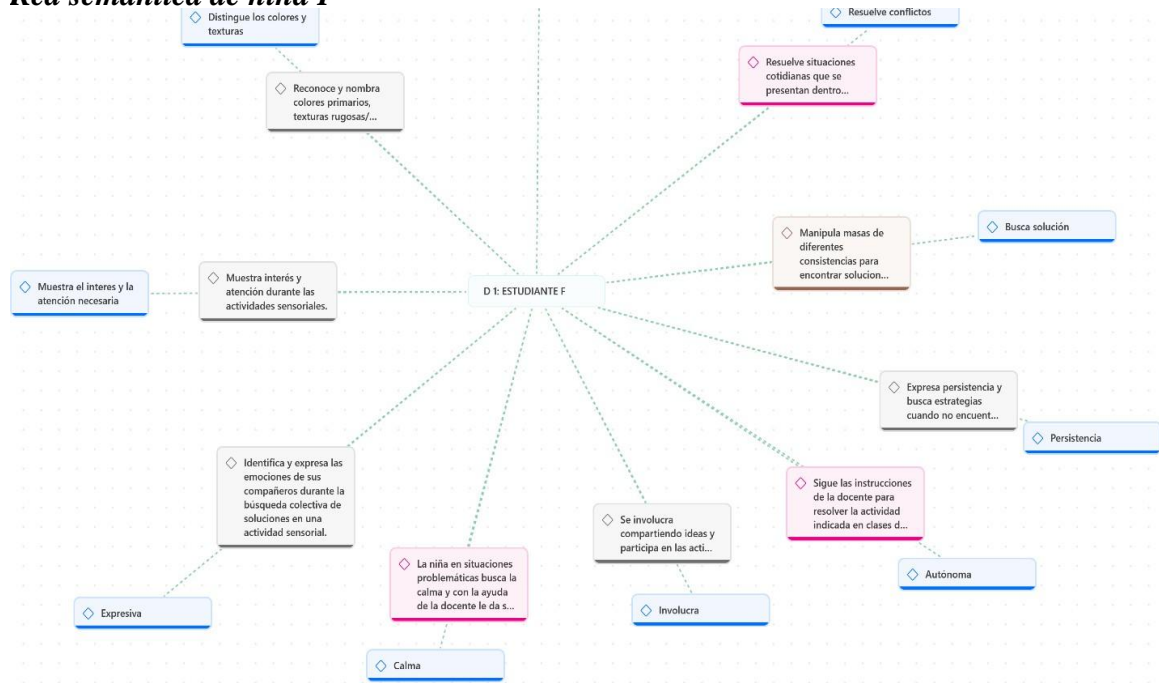 Red semántica de niña 1
Distingue los colores y
texturas
Resuelve conflictos
Resuelve situaciones
cotidianas que se
presentan dentro...
Reconoce y nombra
colores primarios,
texturas rugosas/...
Manipula masas de
diferentes
consistencias para
encontrar solucion...
Busca solución
Muestra el interes y la
atención necesaria
Muestra interés y
atención durante las
actividades sensoriales.
D 1: ESTUDIANTE F
Expresa persistencia y
busca estrategias
cuando no encuent...
Persistencia
Identifica y expresa las
emociones de sus
compañeros durante la
búsqueda colectiva de
soluciones en una
actividad sensorial.
Sigue las instrucciones
de la docente para
resolver la actividad
indicada en clases d...
Se involucra
compartiendo ideas y
participa en las acti...
La niña en situaciones
problemáticas busca la
calma y con la ayuda
de la docente le da s...
Autónoma
Expresiva
Involucra
Calma